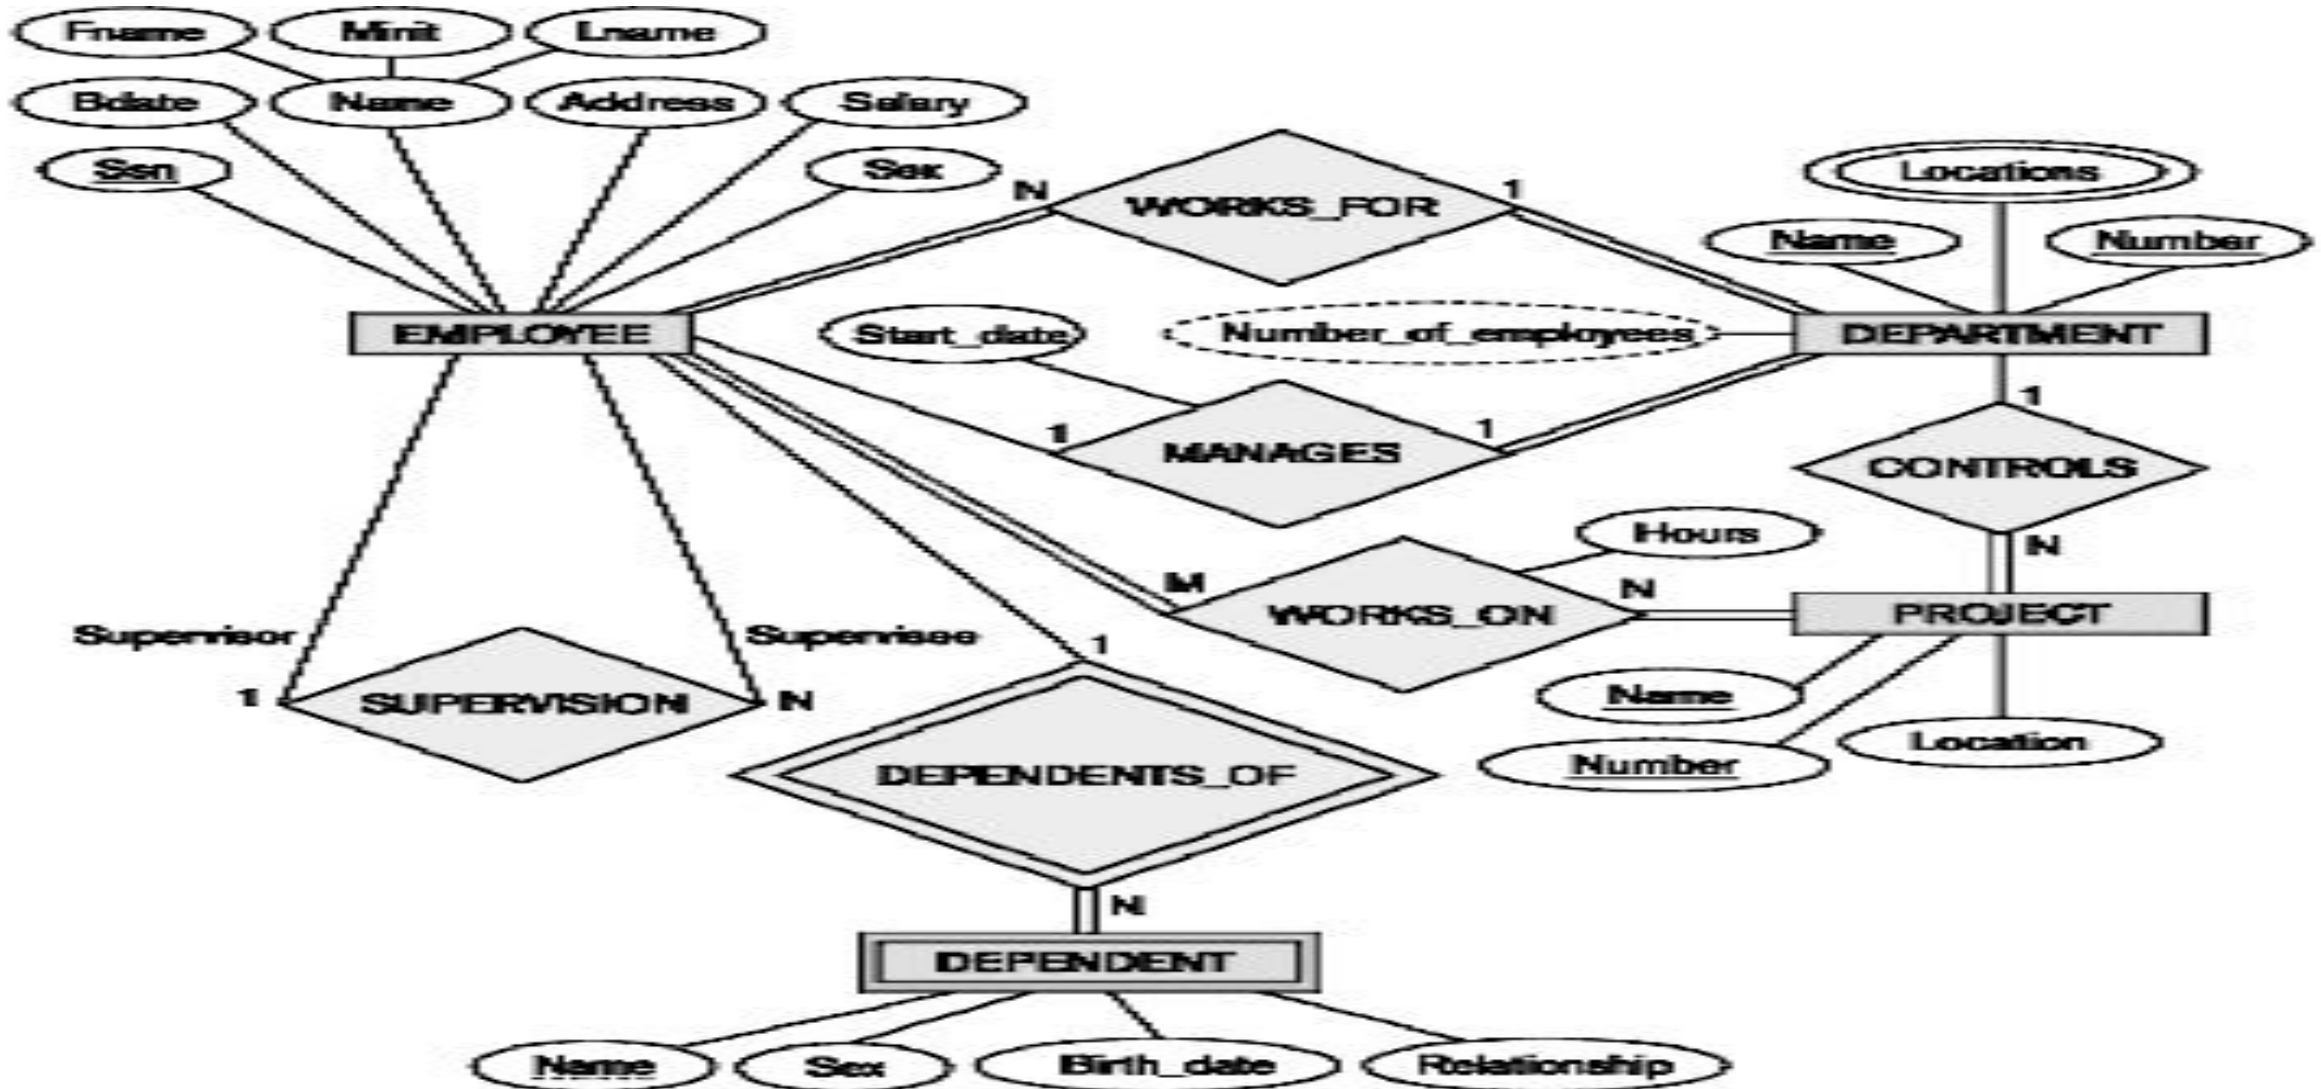 Fname Minit Lname
Bdate Name Address Salary
Ssn Sex
N WORKS_FOR 1
Locations
Name Number
EMPLOYEE Start_date Number_of_employees DEPARTMENT
1 MANAGES 1
1
CONTROLS
N
Hours
M WORKS_ON N
PROJECT
Supervisor Supervisee
1 SUPERVISION N
1
DEPENDENTS_OF
N
Name
Number Location
DEPENDENT
Name Sex Birth_date Relationship